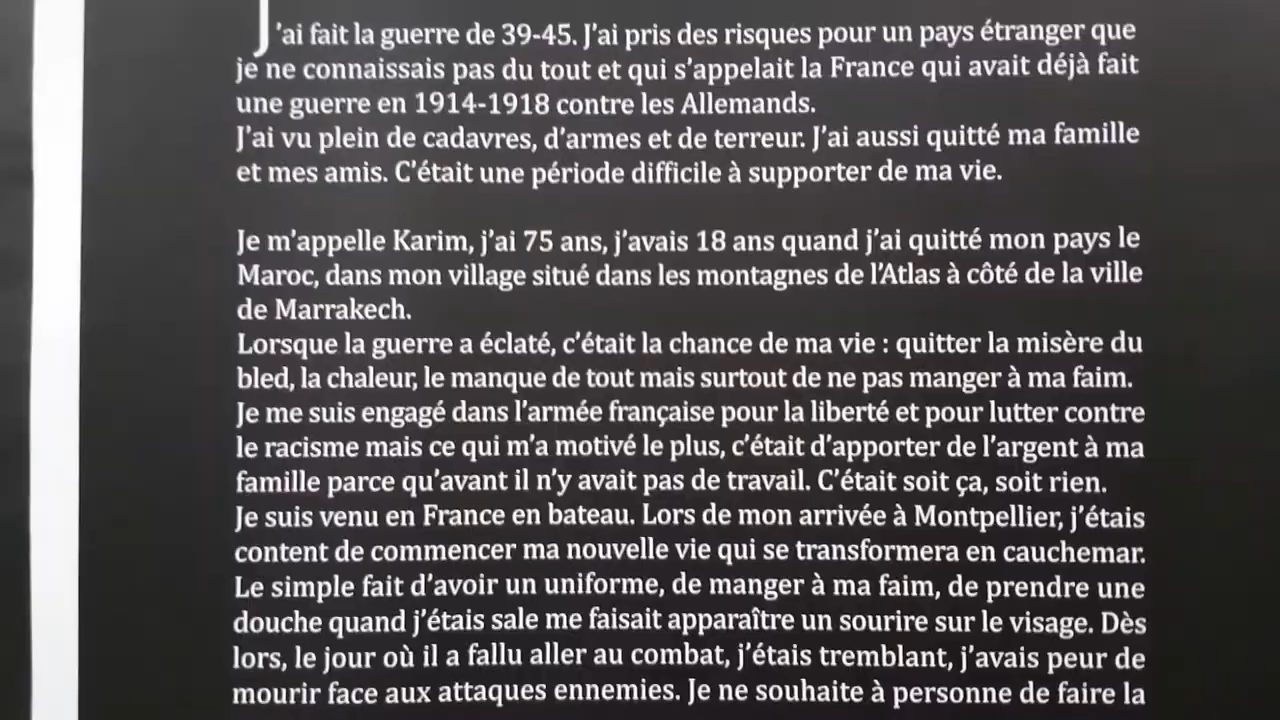 J'ai fait la guerre de 39-45. J'ai pris des risques pour un pays étranger que
je ne connaissais pas du tout et qui s'appelait la France qui avait déjà fait
une guerre en 1914-1918 contre les Allemands.
J'ai vu plein de cadavres, d'armes et de terreur. J'ai aussi quitté ma famille
et mes amis. C'était une période difficile à supporter de ma vie.
Je m'appelle Karim, j'ai 75 ans, j'avais 18 ans quand j'ai quitté mon pays le
Maroc, dans mon village situé dans les montagnes de l'Atlas à côté de la ville
de Marrakech.
Lorsque la guerre a éclaté, c'était la chance de ma vie : quitter la misère du
bled, la chaleur, le manque de tout mais surtout de ne pas manger à ma faim.
Je me suis engagé dans l'armée française pour la liberté et pour lutter contre
le racisme mais ce qui m'a motivé le plus, c'était d'apporter de l'argent à ma
famille parce qu'avant il n'y avait pas de travail. C'était soit ça, soit rien.
Je suis venu en France en bateau. Lors de mon arrivée à Montpellier, j'étais
content de commencer ma nouvelle vie qui se transformera en cauchemar.
Le simple fait d'avoir un uniforme, de manger à ma faim, de prendre une
douche quand j'étais sale me faisait apparaître un sourire sur le visage. Dès
lors, le jour où il a fallu aller au combat, j'étais tremblant, j'avais peur de
mourir face aux attaques ennemies. Je ne souhaite à personne de faire la